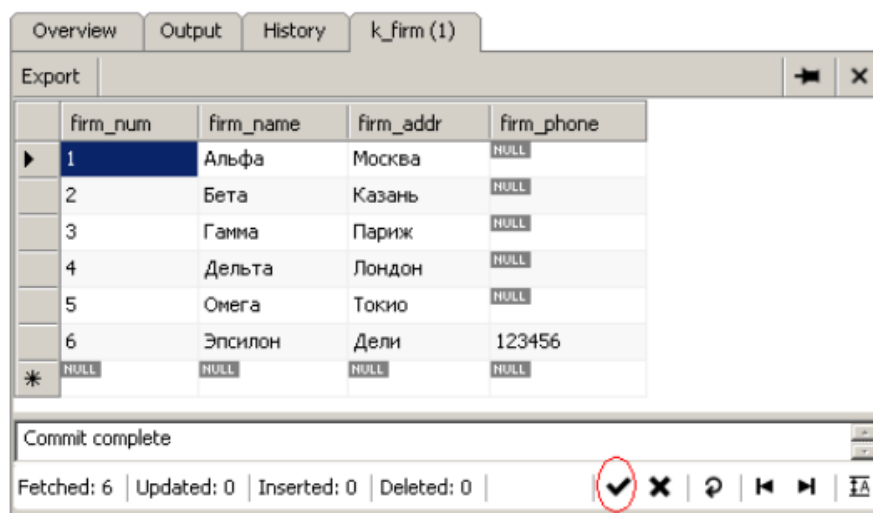 Overview Output History k_firm (1)
Export
firm_num firm_name firm_addr firm_phone
1 Альфа Москва NULL
2 Бета Казань NULL
3 Гамма Париж NULL
4 Дельта Лондон NULL
5 Омега Токио NULL
6 Эпсилон Дели 123456
NULL NULL NULL NULL
Commit complete
Fetched: 6 Updated: 0 Inserted: 0 Deleted: 0